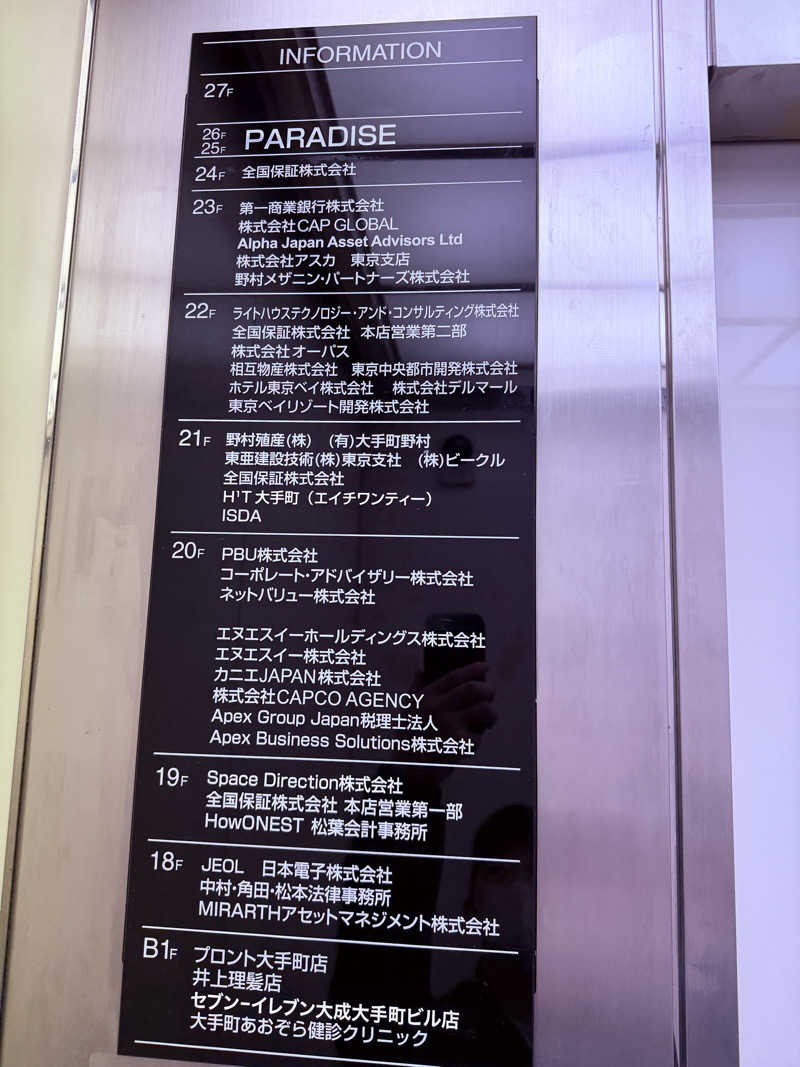 INFORMATION
27F
26F
25F PARADISE
24F 全国保証株式会社
23F 第一商業銀行株式会社
株式会社CAP GLOBAL
Alpha Japan Asset Advisors Ltd
株式会社アスカ 東京支店
野村メザニン・パートナーズ株式会社
22F ライトハウステクノロジー・アンド・コンサルティング株式会社
全国保証株式会社 本店営業第二部
株式会社オーパス
相互物産株式会社 東京中央都市開発株式会社
ホテル東京ベイ株式会社 株式会社デルマール
東京ベイリゾート開発株式会社
21F 野村殖産(株) (有)大手町野村
東亜建設技術(株)東京支社 (株)ビークル
全国保証株式会社
H¹T 大手町（エイチワンティー）
ISDA
20F PBU株式会社
コーポレート・アドバイザリー株式会社
ネットバリュー株式会社
エヌエスイーホールディングス株式会社
エヌエスイー株式会社
カニエJAPAN株式会社
株式会社CAPCO AGENCY
Apex Group Japan税理士法人
Apex Business Solutions株式会社
19F Space Direction株式会社
全国保証株式会社 本店営業第一部
HowONEST 松葉会計事務所
18F JEOL 日本電子株式会社
中村・角田・松本法律事務所
MIRARTHアセットマネジメント株式会社
B1F プロント大手町店
井上理髪店
セブン-イレブン大成大手町ビル店
大手町あおぞら健診クリニック